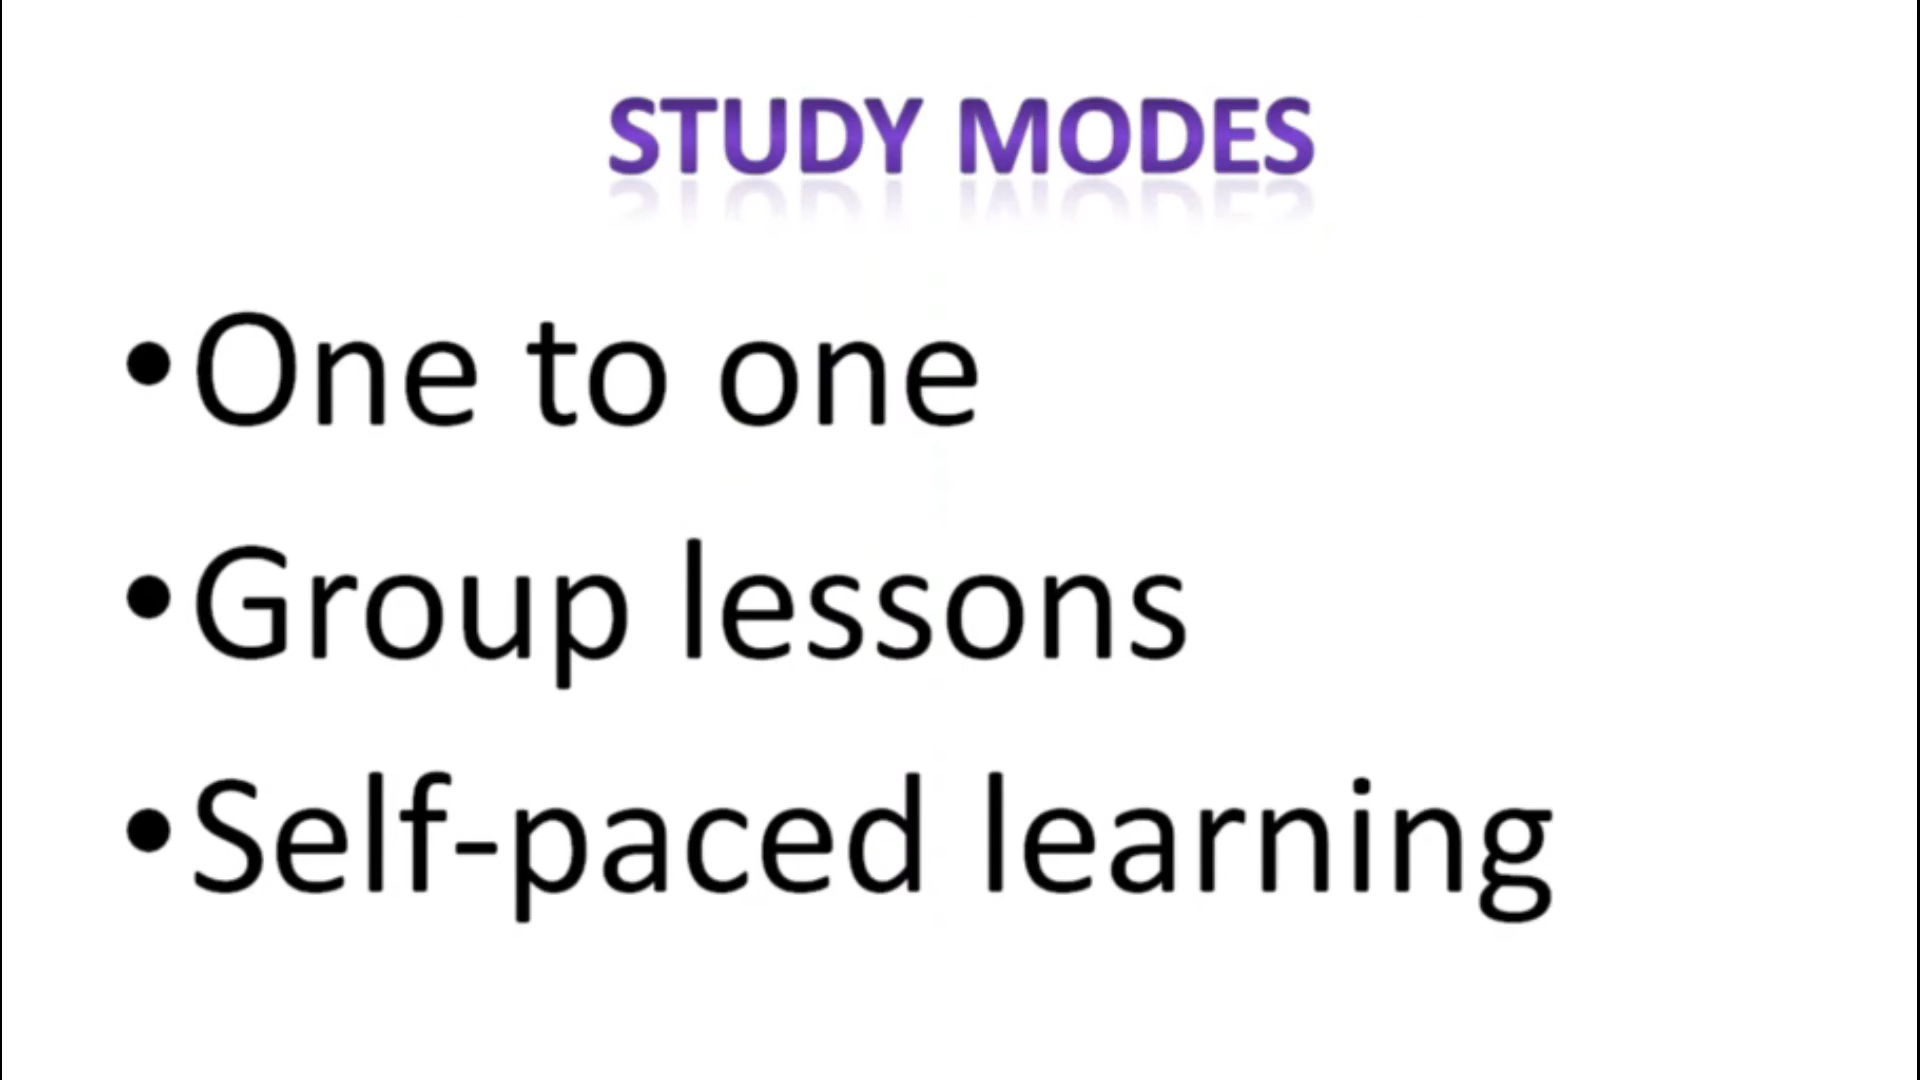 STUDY MODES
•One to one
•Group lessons
•Self-paced learning